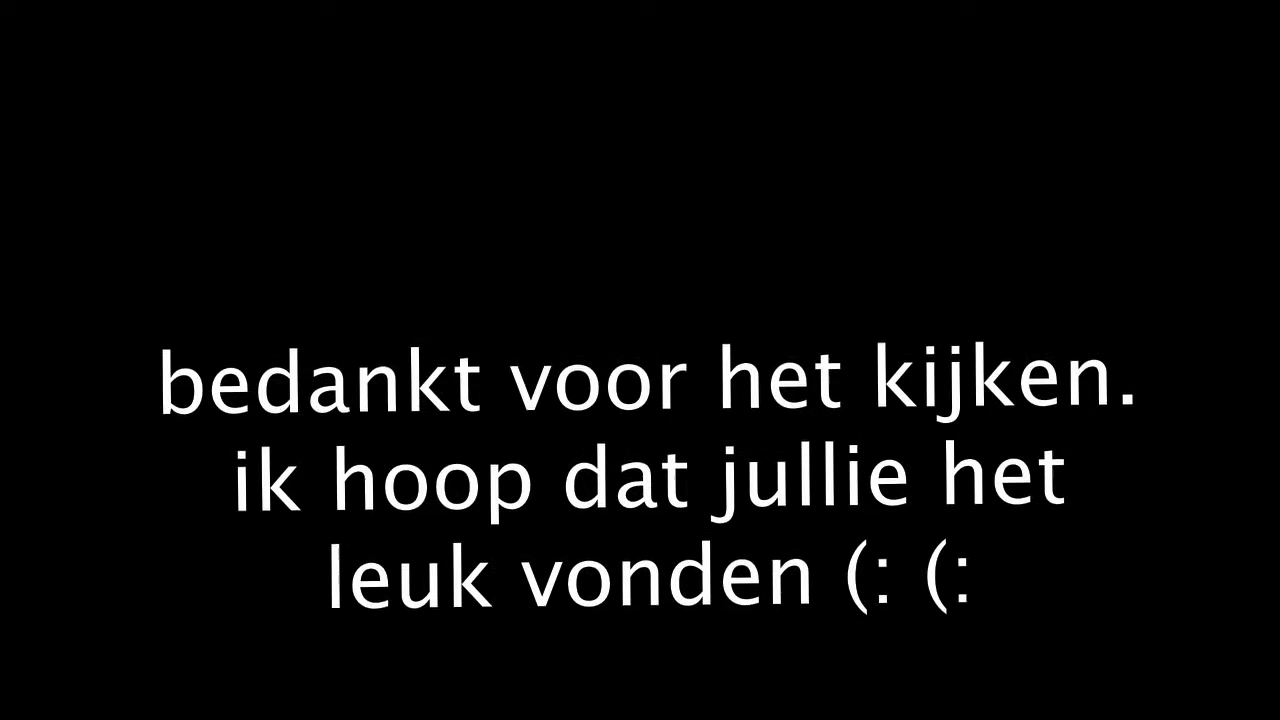 bedankt voor het kijken.
ik hoop dat jullie het
leuk vonden (: (: